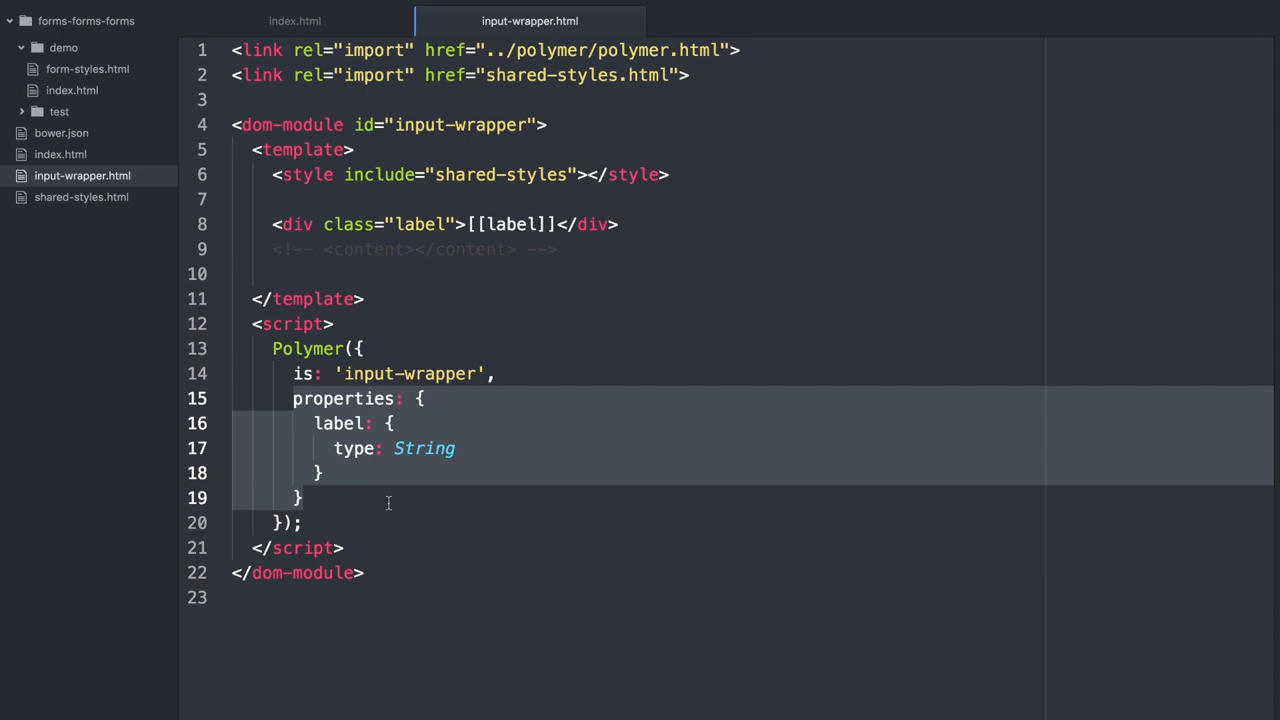 forms-forms-forms
demo
form-styles.html
index.html
test
bower.json
index.html
input-wrapper.html
shared-styles.html
index.html
input-wrapper.html
1 <link rel="import" href="../polymer/polymer.html">
2 <link rel="import" href="shared-styles.html">
3
4 <dom-module id="input-wrapper">
5 <template>
6 <style include="shared-styles"></style>
7
8 <div class="label">[[label]]</div>
9 <!-- <content></content> -->
10
11 </template>
12 <script>
13 Polymer({
14 is: 'input-wrapper',
15 properties: {
16 label: {
17 type: String
18 }
19 }
20 });
21 </script>
22 </dom-module>
23